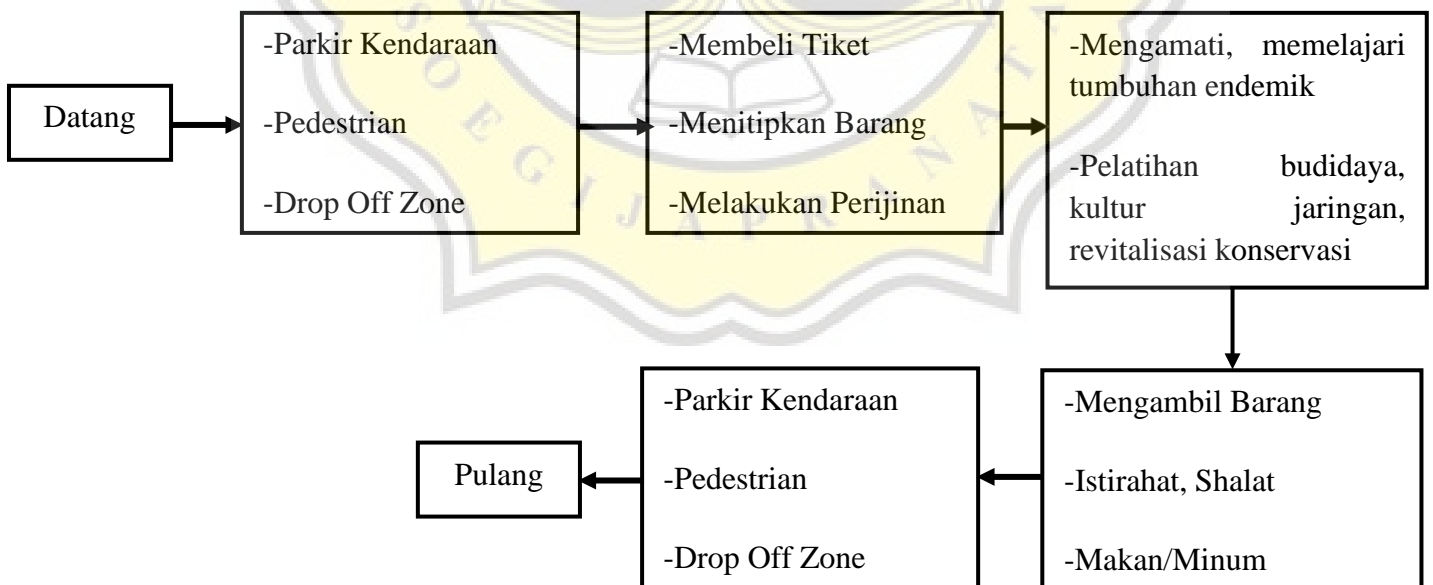 Datang
-Parkir Kendaraan
-Pedestrian
-Drop Off Zone
-Membeli Tiket
-Menitipkan Barang
-Melakukan Perijinan
-Mengamati, memelajari
tumbuhan endemik
-Pelatihan budidaya,
kultur jaringan,
revitalisasi konservasi
-Mengambil Barang
-Istirahat, Shalat
-Makan/Minum
-Parkir Kendaraan
-Pedestrian
-Drop Off Zone
Pulang
SOEGIJAPRANATA